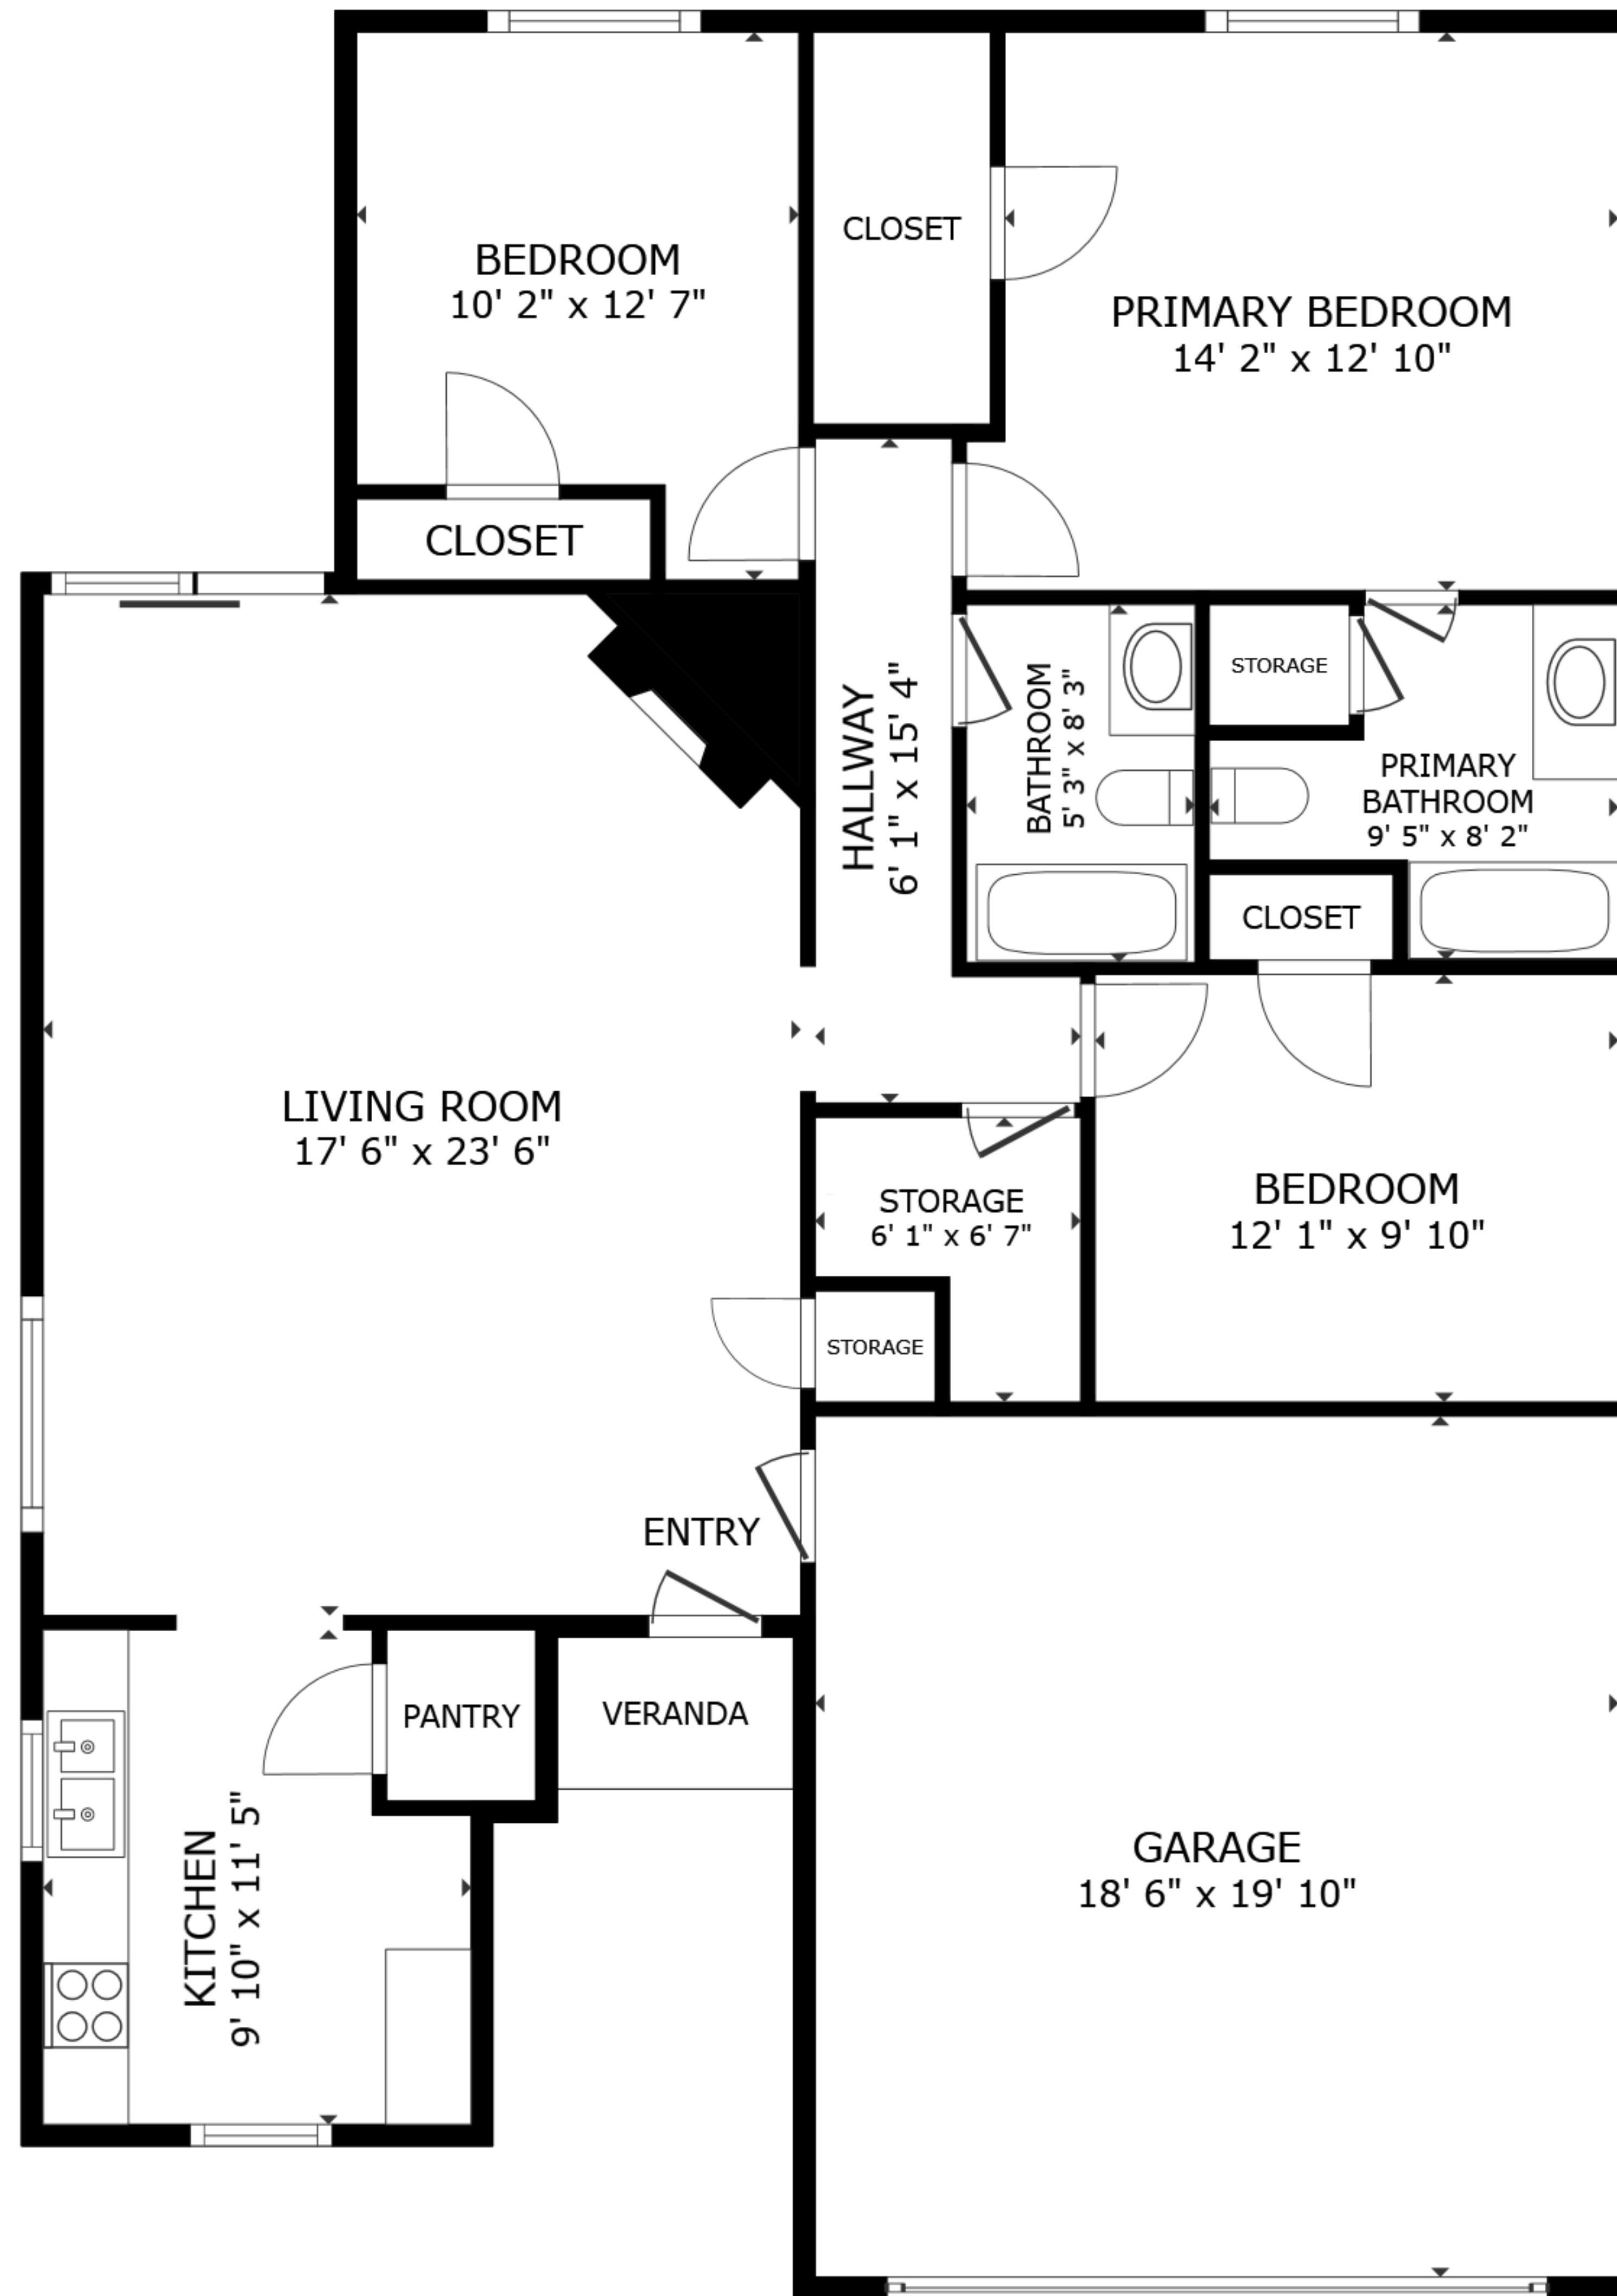 CLOSET
BEDROOM
10' 2" x 12' 7"
PRIMARY BEDROOM
14' 2" x 12' 10"
CLOSET
HALLWAY
6' 1" x 15' 4"
BATHROOM
5' 3" x 8' 3"
STORAGE
PRIMARY
BATHROOM
9' 5" x 8' 2"
CLOSET
LIVING ROOM
17' 6" x 23' 6"
STORAGE
6' 1" x 6' 7"
BEDROOM
12' 1" x 9' 10"
STORAGE
ENTRY
PANTRY
VERANDA
KITCHEN
9' 10" x 11' 5"
GARAGE
18' 6" x 19' 10"